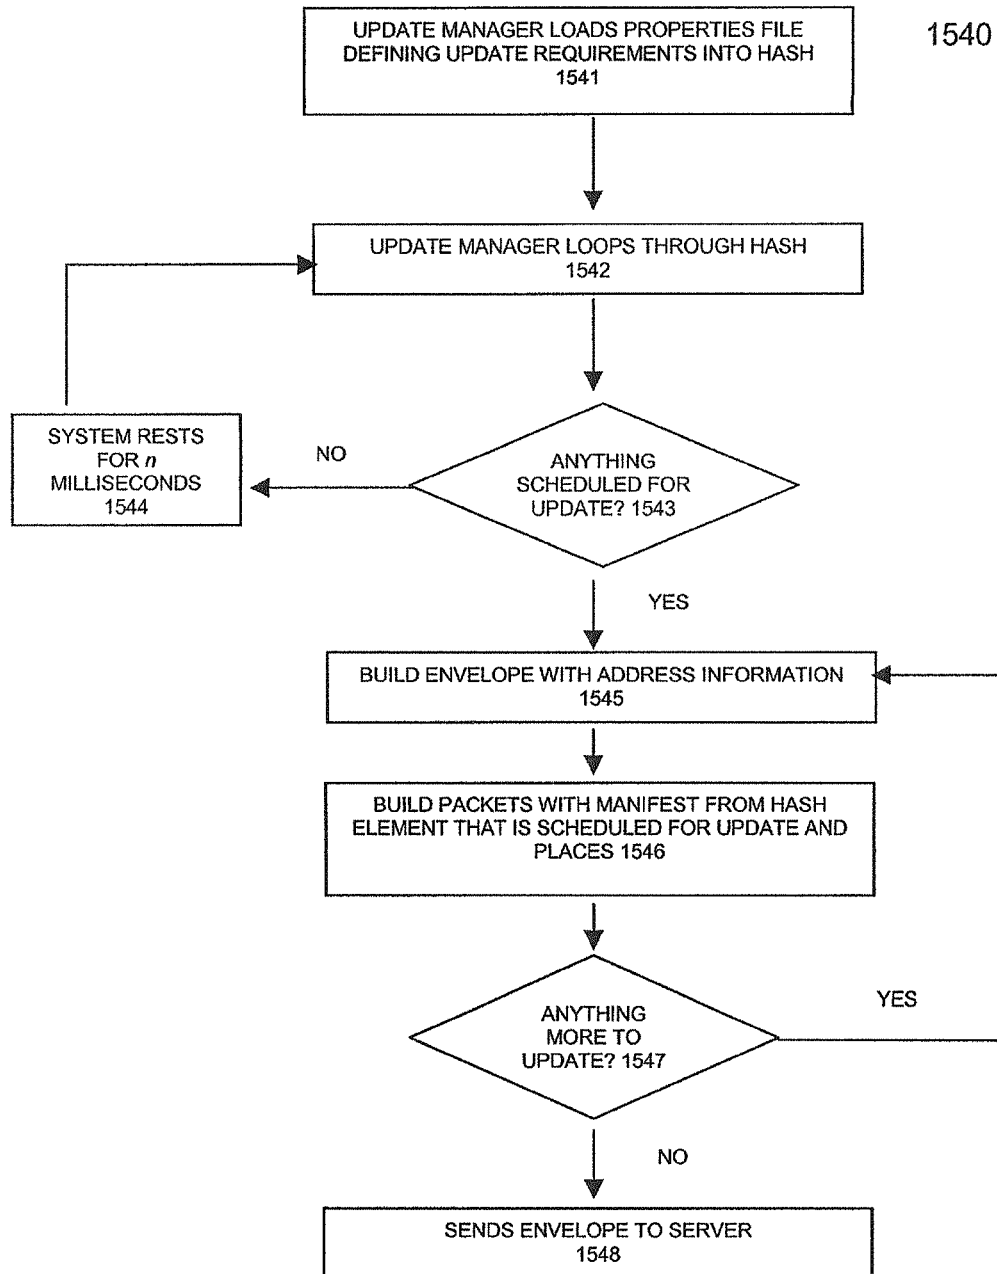 UPDATE MANAGER LOADS PROPERTIES FILE
DEFINING UPDATE REQUIREMENTS INTO HASH
1541
1540
UPDATE MANAGER LOOPS THROUGH HASH
1542
SYSTEM RESTS
FOR n
MILLISECONDS
1544
NO
ANYTHING
SCHEDULED FOR
UPDATE? 1543
YES
BUILD ENVELOPE WITH ADDRESS INFORMATION
1545
BUILD PACKETS WITH MANIFEST FROM HASH
ELEMENT THAT IS SCHEDULED FOR UPDATE AND
PLACES 1546
ANYTHING
MORE TO
UPDATE? 1547
YES
NO
SENDS ENVELOPE TO SERVER
1548